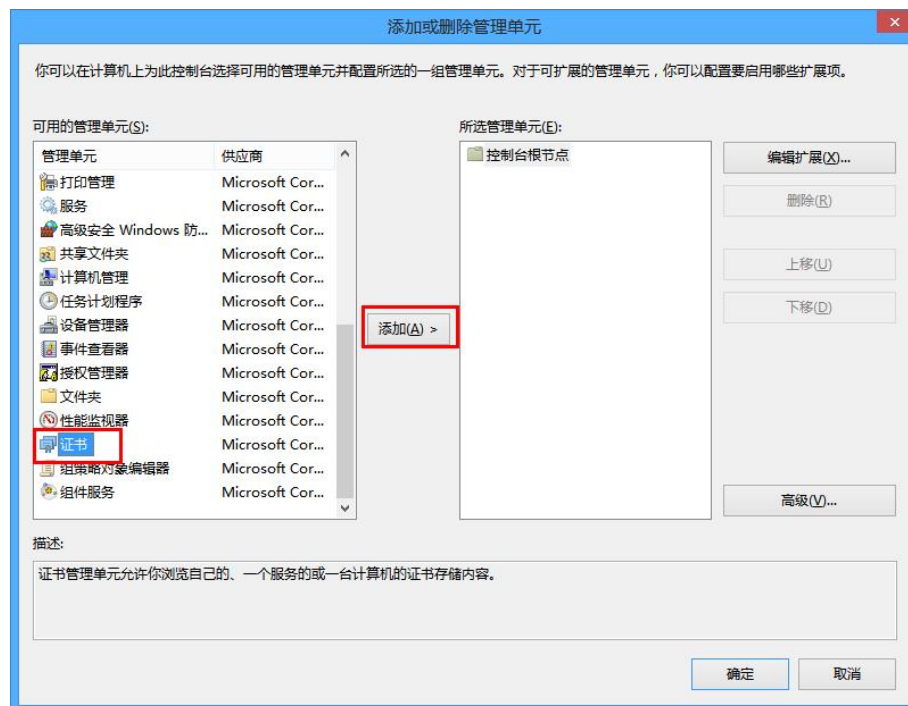 添加或删除管理单元
你可以在计算机上为此控制台选择可用的管理单元并配置所选的一组管理单元。对于可扩展的管理单元，你可以配置要启用哪些扩展项。
可用的管理单元(S):
管理单元 供应商
打印管理 Microsoft Cor...
服务 Microsoft Cor...
高级安全 Windows 防... Microsoft Cor...
共享文件夹 Microsoft Cor...
计算机管理 Microsoft Cor...
任务计划程序 Microsoft Cor...
设备管理器 Microsoft Cor...
事件查看器 Microsoft Cor...
授权管理器 Microsoft Cor...
文件夹 Microsoft Cor...
性能监视器 Microsoft Cor...
证书 Microsoft Cor...
组策略对象编辑器 Microsoft Cor...
组件服务 Microsoft Cor...
添加(A) >
所选管理单元(E):
控制台根节点
编辑扩展(X)...
删除(R)
上移(U)
下移(D)
高级(V)...
描述:
证书管理单元允许你浏览自己的、一个服务的或一台计算机的证书存储内容。
确定
取消